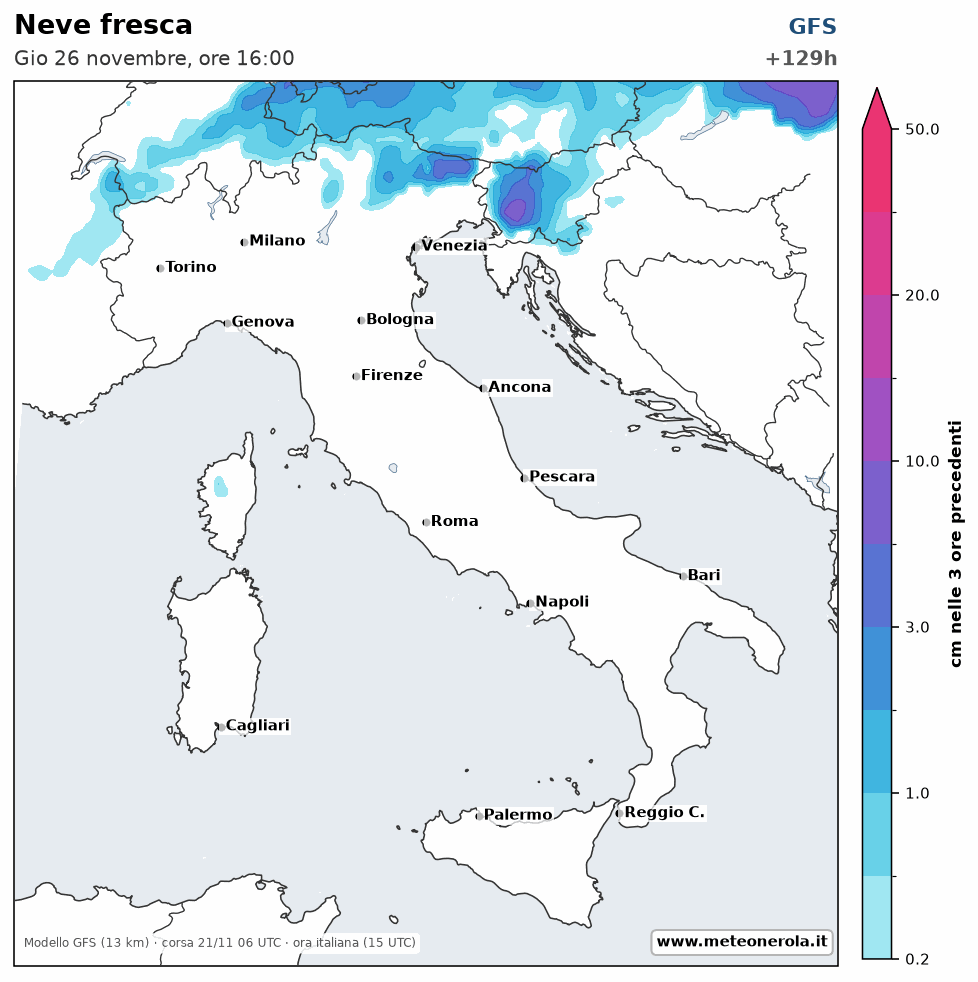 Neve fresca
GFS
Gio 26 novembre, ore 16:00
+129h
50.0
20.0
10.0
3.0
1.0
0.2
cm nelle 3 ore precedenti
Milano
Venezia
Torino
Genova
Bologna
Firenze
Ancona
Pescara
Roma
Bari
Napoli
Cagliari
Palermo
Reggio C.
Modello GFS (13 km) · corsa 21/11 06 UTC · ora italiana (15 UTC)
www.meteonerola.it